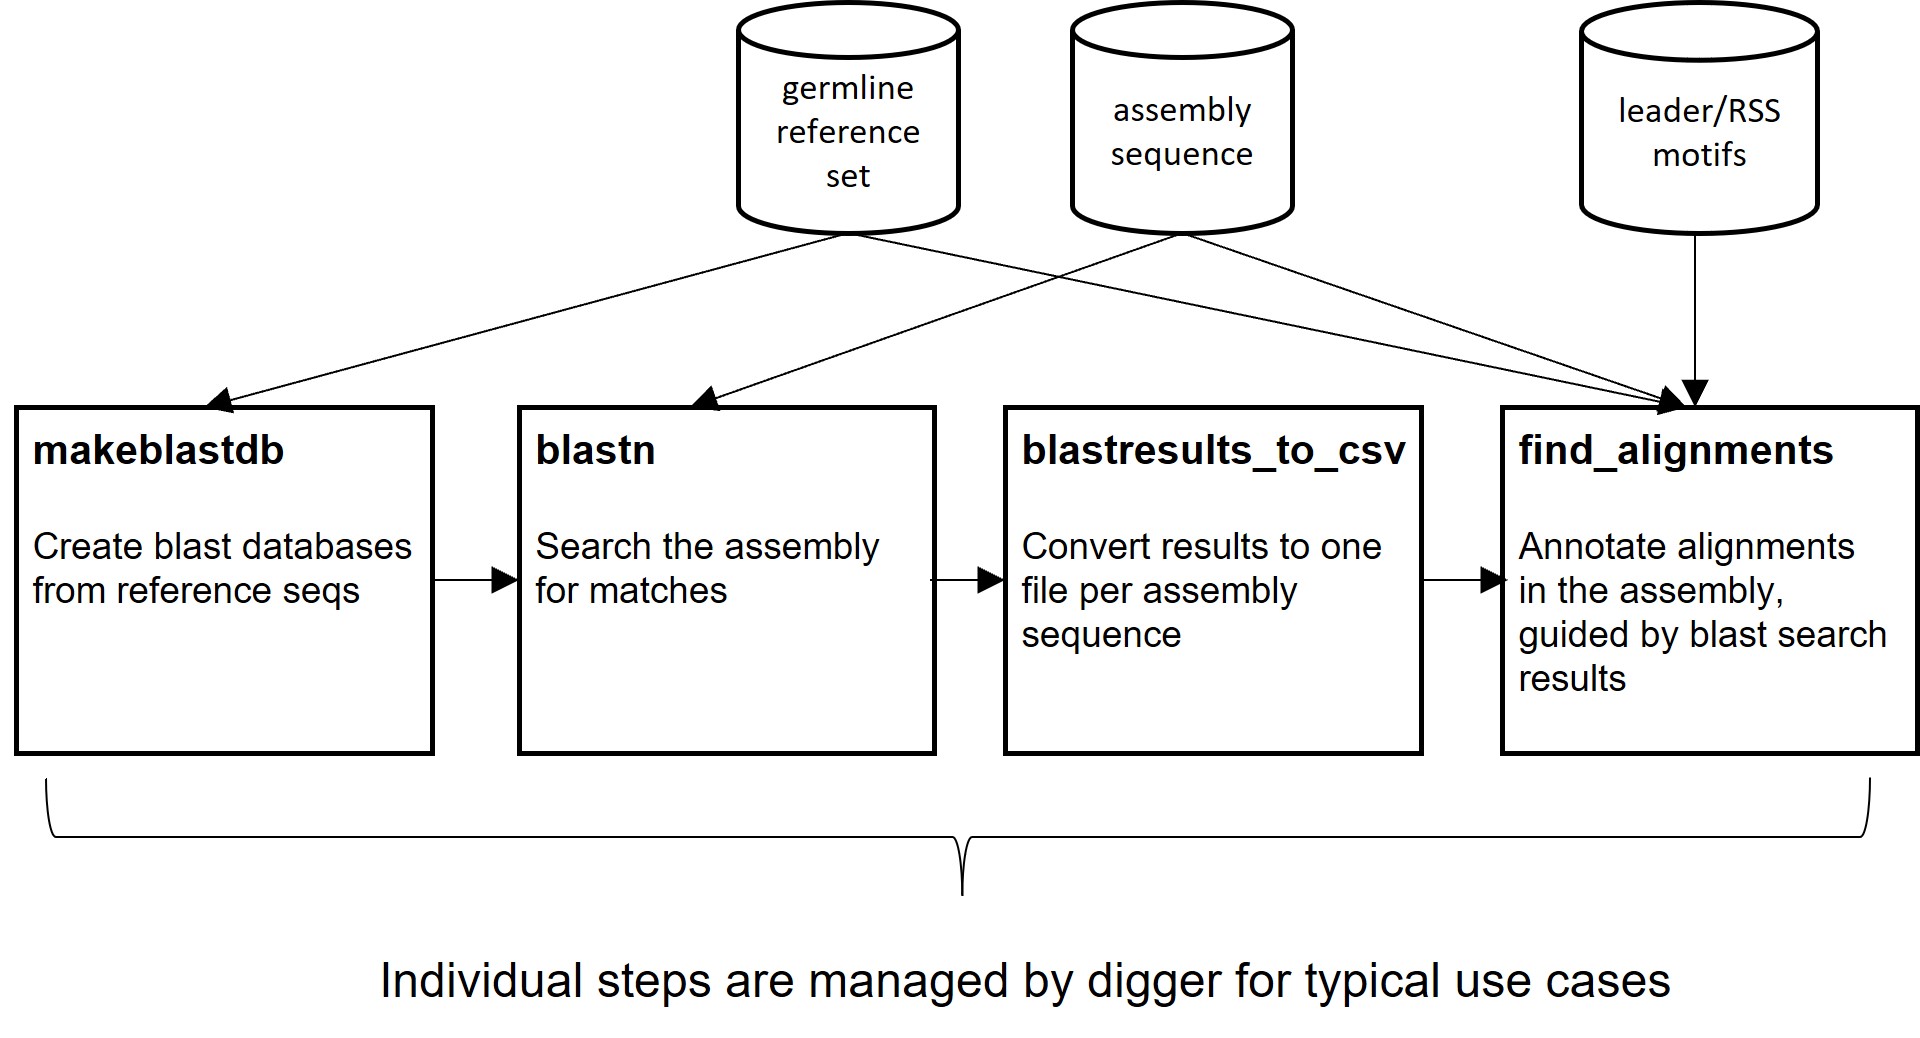 germline
reference
set
assembly
sequence
leader/RSS
motifs
makeblastdb
Create blast databases
from reference seqs
blastn
Search the assembly
for matches
blastresults_to_csv
Convert results to one
file per assembly
sequence
find_alignments
Annotate alignments
in the assembly,
guided by blast search
results
Individual steps are managed by digger for typical use cases